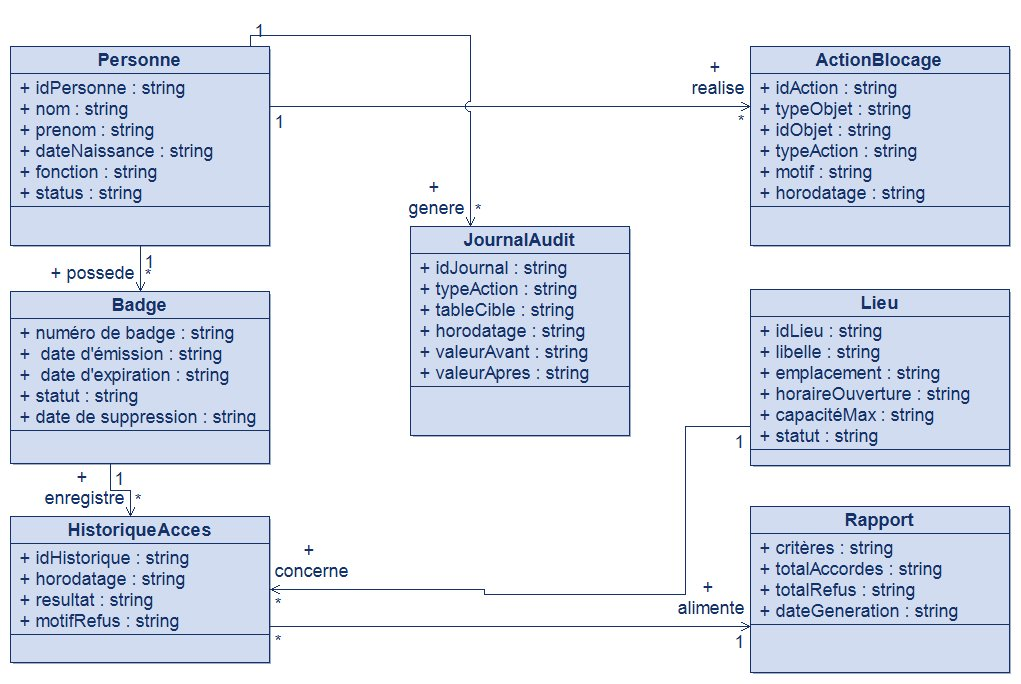 1
Personne
+ idPersonne : string
+ nom : string
+ prenom : string
+ dateNaissance : string
+ fonction : string
+ status : string
1
+
realise
*
ActionBlocage
+ idAction : string
+ typeObjet : string
+ idObjet : string
+ typeAction : string
+ motif : string
+ horodatage : string
+
genere *
JournalAudit
+ idJournal : string
+ typeAction : string
+ tableCible : string
+ horodatage : string
+ valeurAvant : string
+ valeurApres : string
1
+ possede *
Badge
+ numéro de badge : string
+ date d'émission : string
+ date d'expiration : string
+ statut : string
+ date de suppression : string
Lieu
+ idLieu : string
+ libelle : string
+ emplacement : string
+ horaireOuverture : string
+ capacitéMax : string
+ statut : string
1
+ 1
enregistre *
HistoriqueAcces
+ idHistorique : string
+ horodatage : string
+ resultat : string
+ motifRefus : string
+
concerne
*
*
+
alimente
1
Rapport
+ critères : string
+ totalAccordes : string
+ totalRefus : string
+ dateGeneration : string